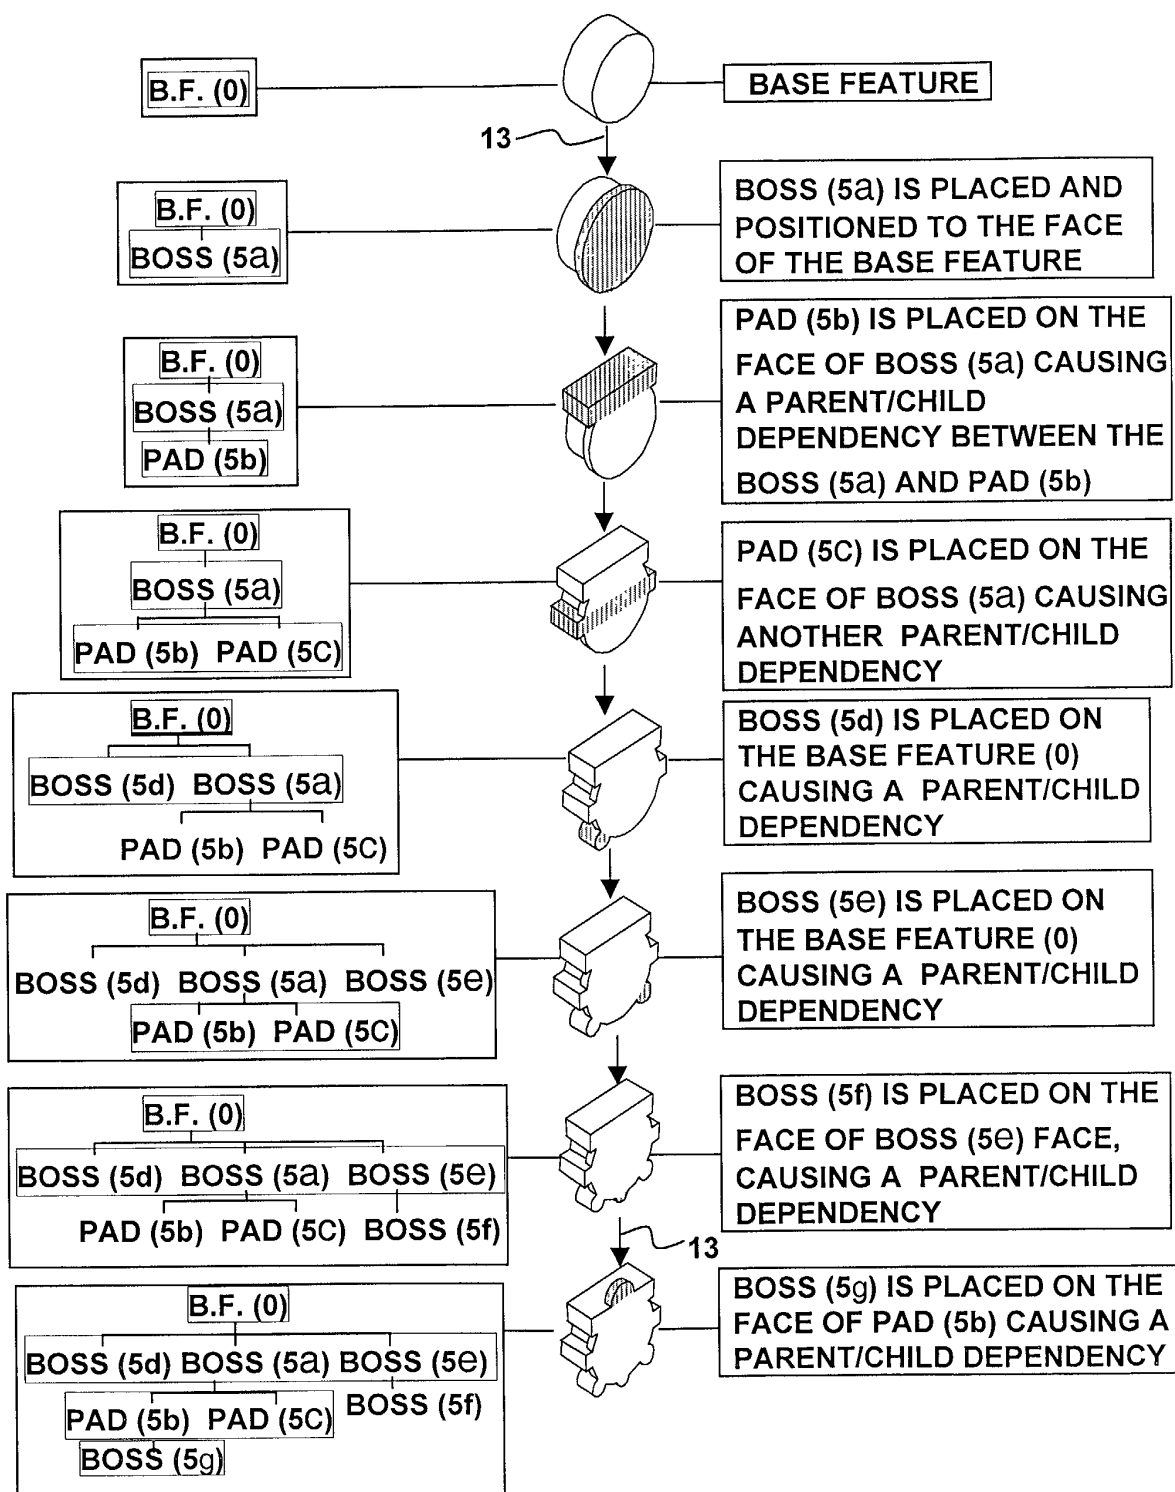 B.F. (0)
BASE FEATURE
13
B.F. (0)
BOSS (5a)
BOSS (5a) IS PLACED AND
POSITIONED TO THE FACE
OF THE BASE FEATURE
B.F. (0)
BOSS (5a)
PAD (5b)
PAD (5b) IS PLACED ON THE
FACE OF BOSS (5a) CAUSING
A PARENT/CHILD
DEPENDENCY BETWEEN THE
BOSS (5a) AND PAD (5b)
B.F. (0)
BOSS (5a)
PAD (5b) PAD (5C)
PAD (5C) IS PLACED ON THE
FACE OF BOSS (5a) CAUSING
ANOTHER PARENT/CHILD
DEPENDENCY
B.F. (0)
BOSS (5d) BOSS (5a)
PAD (5b) PAD (5C)
BOSS (5d) IS PLACED ON
THE BASE FEATURE (0)
CAUSING A PARENT/CHILD
DEPENDENCY
B.F. (0)
BOSS (5d) BOSS (5a) BOSS (5e)
PAD (5b) PAD (5C)
BOSS (5e) IS PLACED ON
THE BASE FEATURE (0)
CAUSING A PARENT/CHILD
DEPENDENCY
B.F. (0)
BOSS (5d) BOSS (5a) BOSS (5e)
PAD (5b) PAD (5C) BOSS (5f)
BOSS (5f) IS PLACED ON THE
FACE OF BOSS (5e) FACE,
CAUSING A PARENT/CHILD
DEPENDENCY
13
B.F. (0)
BOSS (5d) BOSS (5a) BOSS (5e)
PAD (5b) PAD (5C) BOSS (5f)
BOSS (5g)
BOSS (5g) IS PLACED ON THE
FACE OF PAD (5b) CAUSING A
PARENT/CHILD DEPENDENCY